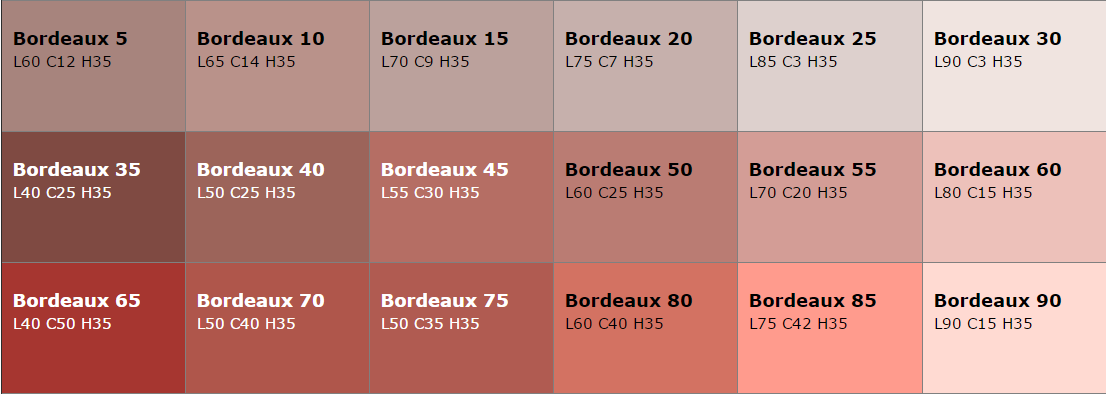 Bordeaux 5
L60 C12 H35
Bordeaux 10
L65 C14 H35
Bordeaux 15
L70 C9 H35
Bordeaux 20
L75 C7 H35
Bordeaux 25
L85 C3 H35
Bordeaux 30
L90 C3 H35
Bordeaux 35
L40 C25 H35
Bordeaux 40
L50 C25 H35
Bordeaux 45
L55 C30 H35
Bordeaux 50
L60 C25 H35
Bordeaux 55
L70 C20 H35
Bordeaux 60
L80 C15 H35
Bordeaux 65
L40 C50 H35
Bordeaux 70
L50 C40 H35
Bordeaux 75
L50 C35 H35
Bordeaux 80
L60 C40 H35
Bordeaux 85
L75 C42 H35
Bordeaux 90
L90 C15 H35